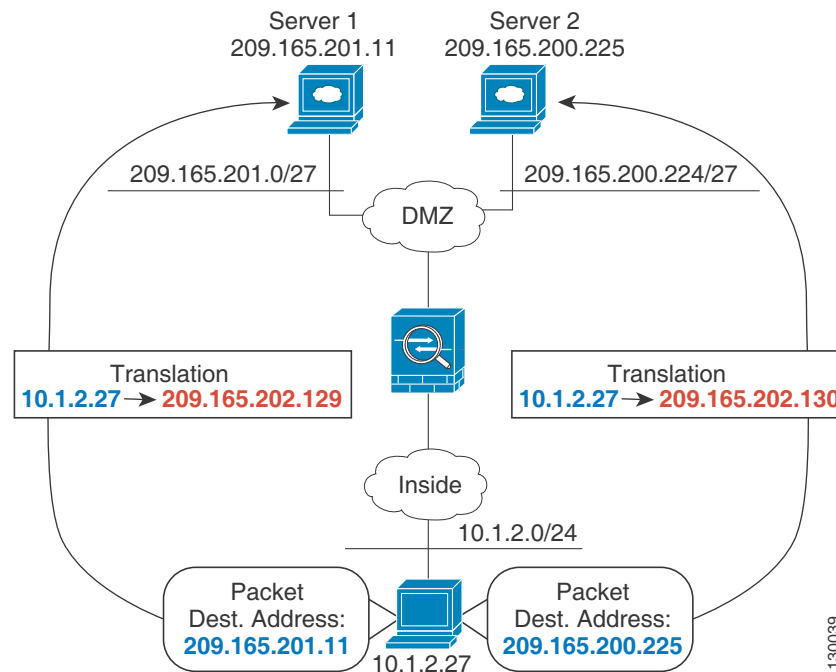 Server 1
209.165.201.11
Server 2
209.165.200.225
209.165.201.0/27
209.165.200.224/27
DMZ
Translation
10.1.2.27 209.165.202.129
Translation
10.1.2.27 209.165.202.130
Inside
10.1.2.0/24
Packet
Dest. Address:
209.165.201.11
Packet
Dest. Address:
209.165.200.225
10.1.2.27
130039